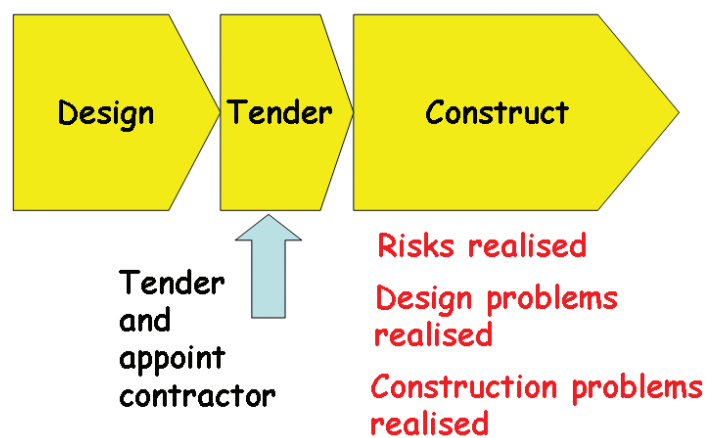 Design
Tender
Construct
Tender
and
appoint
contractor
Risks realised
Design problems
realised
Construction problems
realised